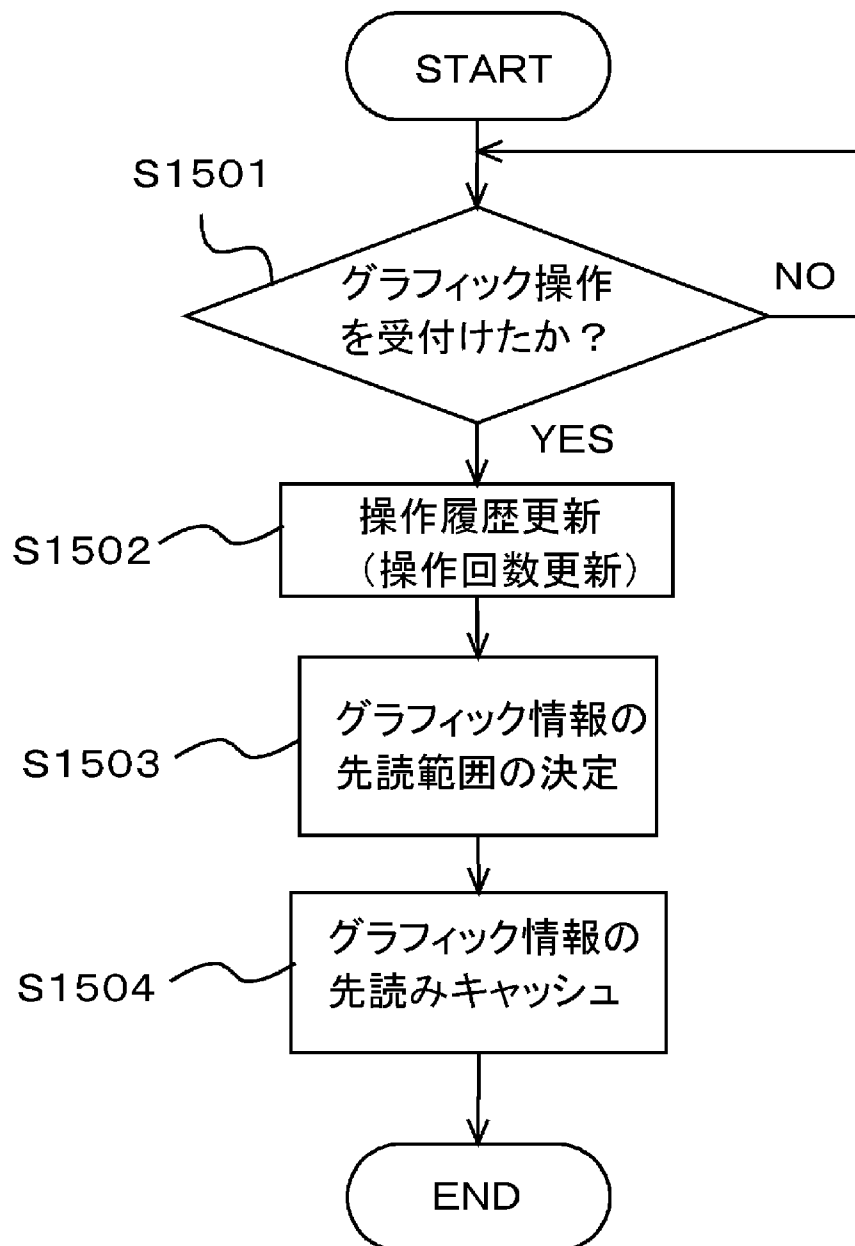 START
S1501
グラフィック操作
を受付けたか？
NO
YES
S1502
操作履歴更新
（操作回数更新）
S1503
グラフィック情報の
先読範囲の決定
S1504
グラフィック情報の
先読みキャッシュ
END